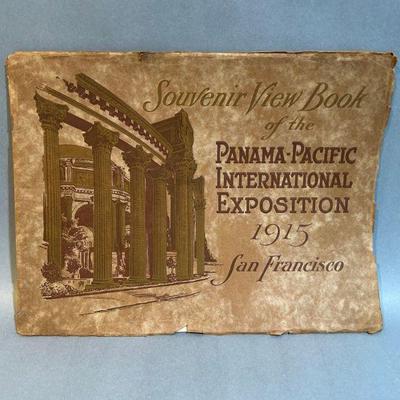 Souvenir View Book
of the
PANAMA-PACIFIC
INTERNATIONAL
EXPOSITION
1915
San Francisco